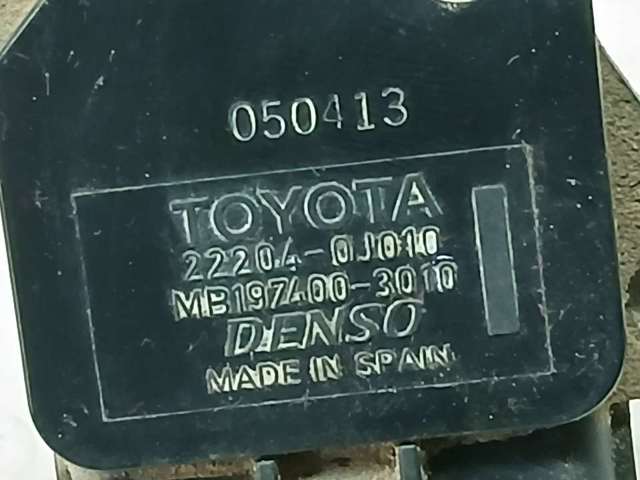 050413
TOYOTA
22204-0J010
MB197400-3010
DENSO
MADE IN SPAIN